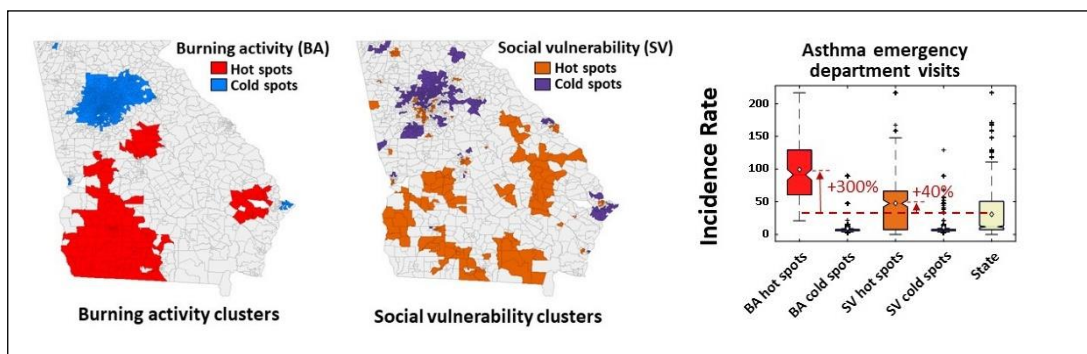 Burning activity (BA)
Hot spots
Cold spots
Burning activity clusters
Social vulnerability (SV)
Hot spots
Cold spots
Social vulnerability clusters
Asthma emergency
department visits
Incidence Rate
200
150
100
50
0
+300%
+40%
BA hot spots
BA cold spots
SV hot spots
SV cold spots
State